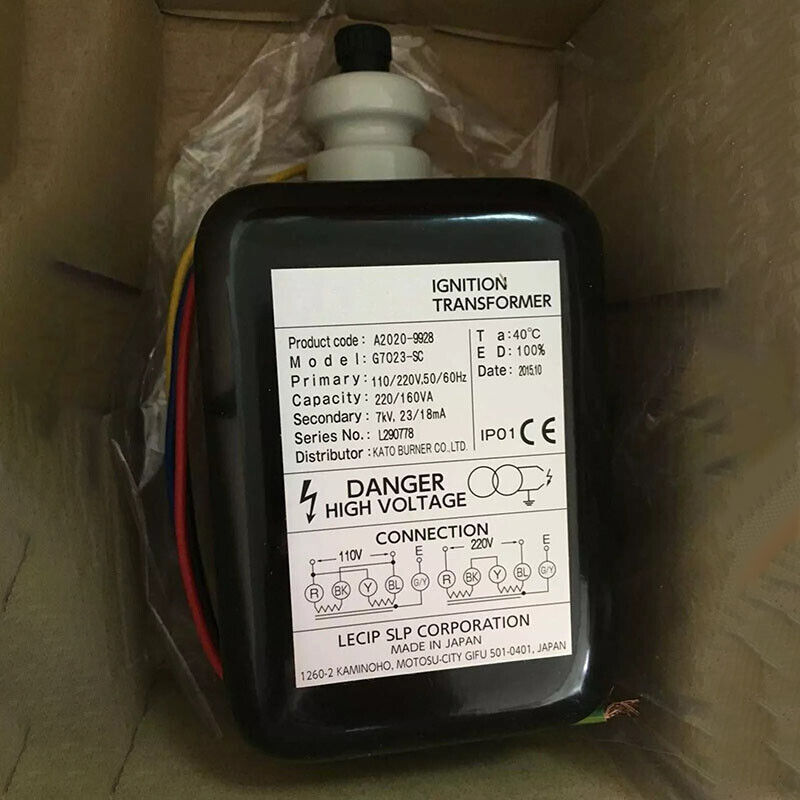 IGNITION
TRANSFORMER
Product code: A2020-9928
Model: G7023-SC
Primary: 110/220V,50/60Hz
Capacity: 220/160VA
Secondary: 7kV, 23/18mA
Series No.: L290778
Distributor: KATO BURNER CO.,LTD.
Ta:40℃
ED:100%
Date: 2015.10
IP01 CE
DANGER
HIGH VOLTAGE
CONNECTION
110V E 220V E
R BK Y BL G/Y R BK Y BL G/Y
LECIP SLP CORPORATION
MADE IN JAPAN
1260-2 KAMINOHO, MOTOSU-CITY GIFU 501-0401, JAPAN